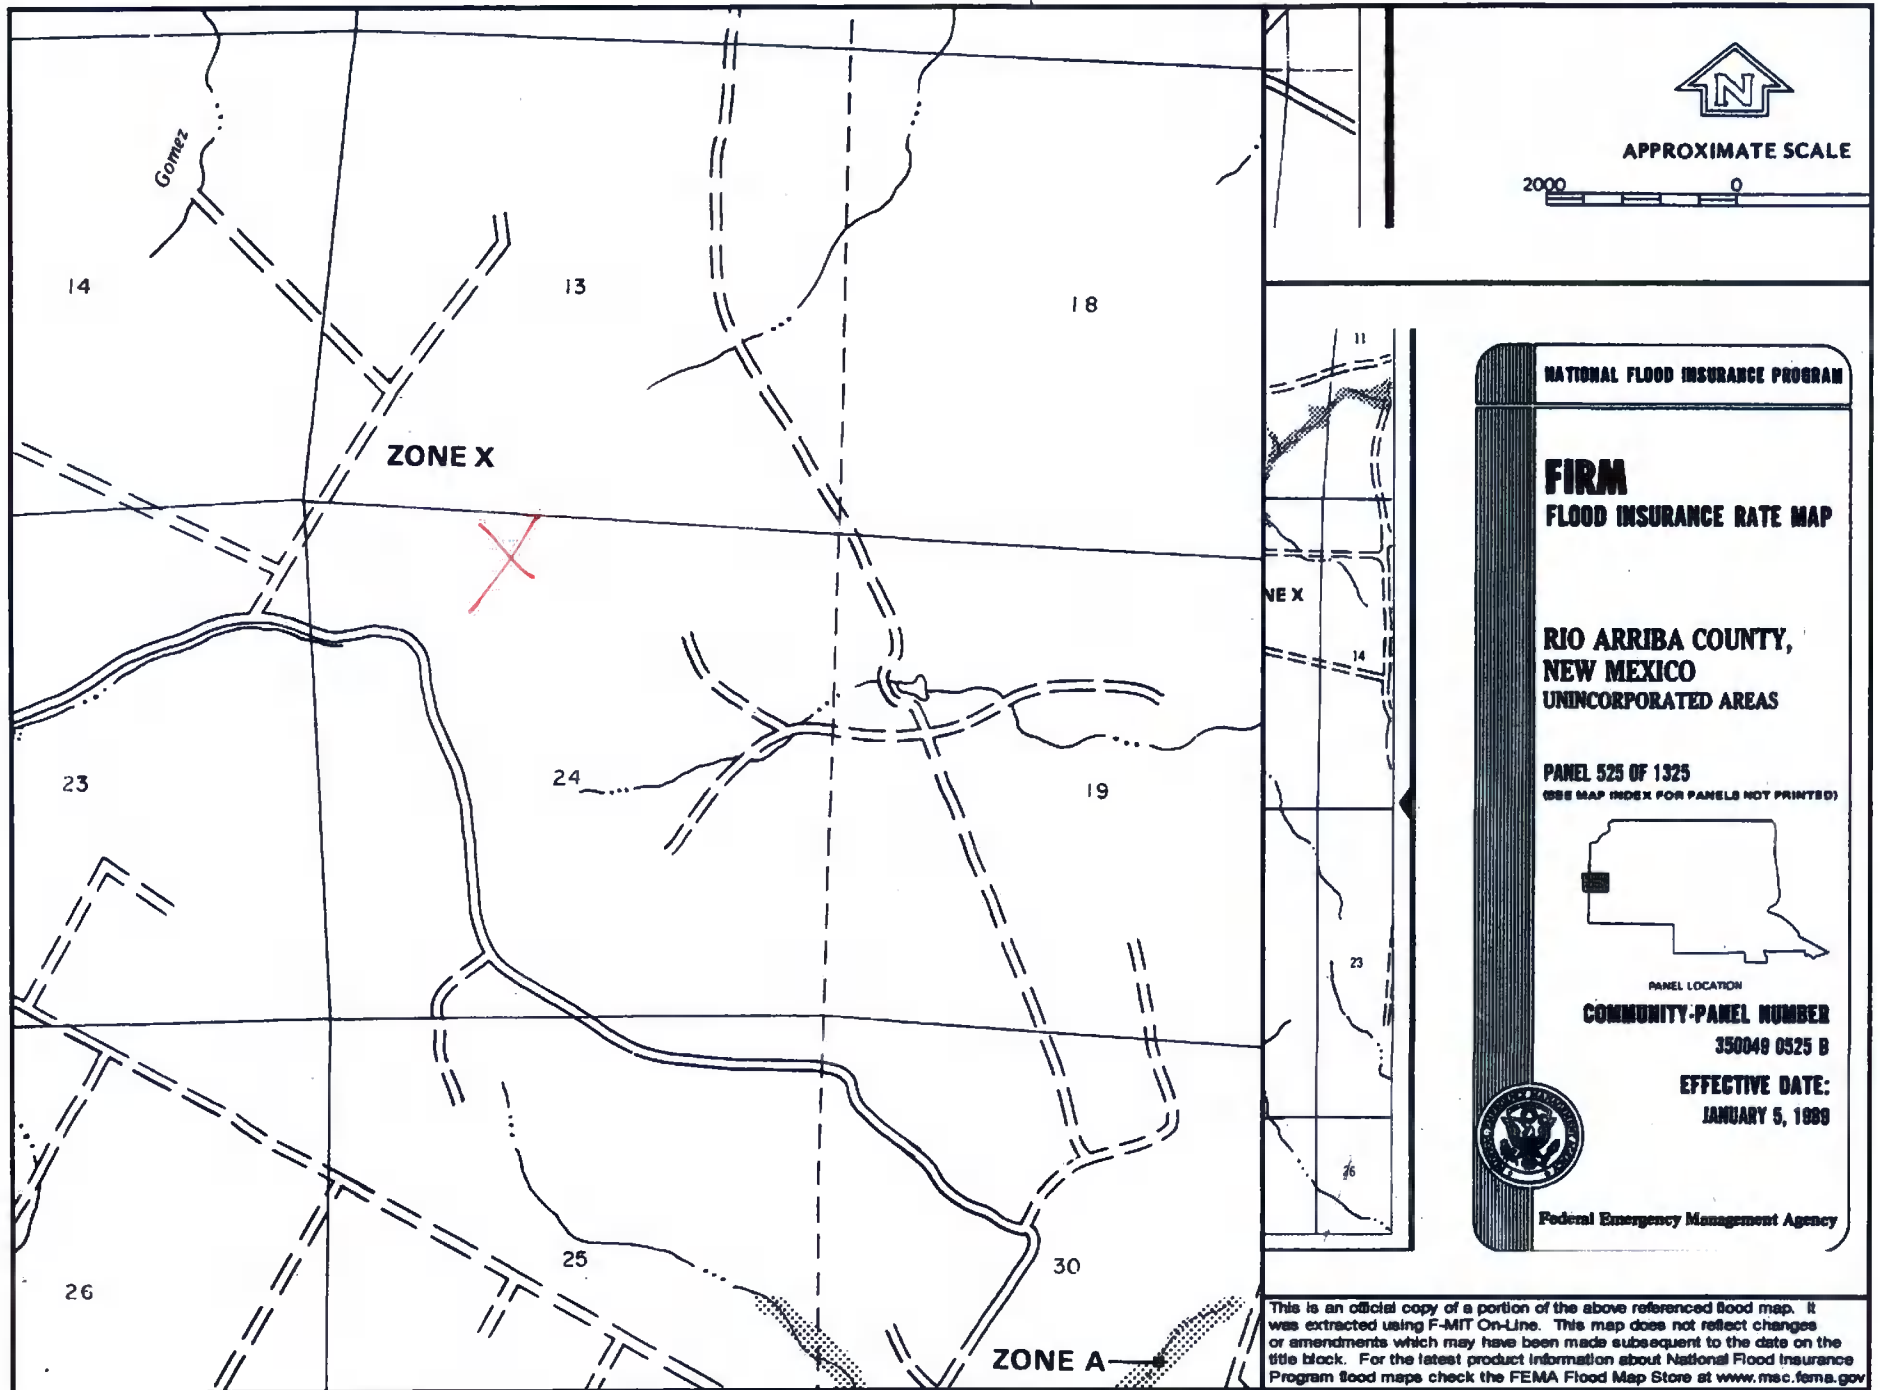 Gomez
14
13
18
ZONE X
23
24
19
26
25
30
ZONE A
11
NE X
14
23
26
N
APPROXIMATE SCALE
2000 0
NATIONAL FLOOD INSURANCE PROGRAM
FIRM
FLOOD INSURANCE RATE MAP
RIO ARRIBA COUNTY,
NEW MEXICO
UNINCORPORATED AREAS
PANEL 525 OF 1325
(SEE MAP INDEX FOR PANELS NOT PRINTED)
PANEL LOCATION
COMMUNITY-PANEL NUMBER
350049 0525 B
EFFECTIVE DATE:
JANUARY 5, 1989
Federal Emergency Management Agency
This is an official copy of a portion of the above referenced flood map. It
was extracted using F-MIT On-Line. This map does not reflect changes
or amendments which may have been made subsequent to the date on the
title block. For the latest product information about National Flood Insurance
Program flood maps check the FEMA Flood Map Store at www.msc.fema.gov